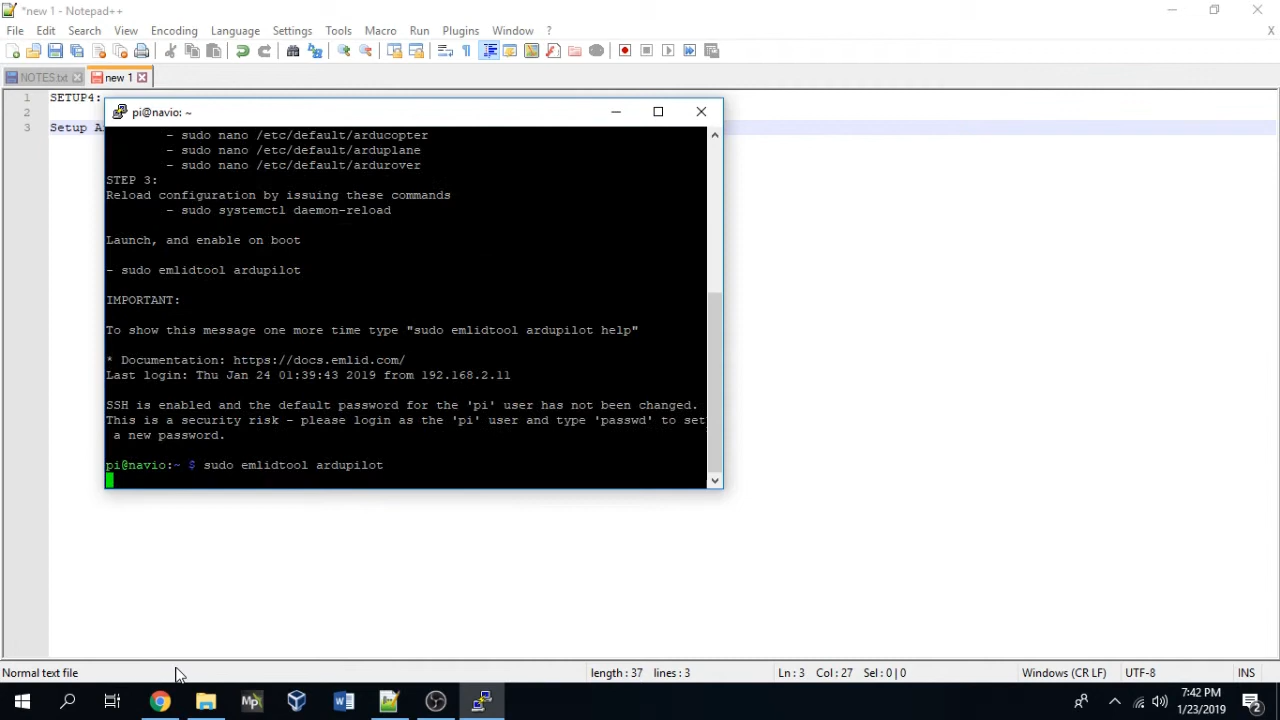 *new 1 - Notepad++
File Edit Search View Encoding Language Settings Tools Macro Run Plugins Window ? X
NOTES.txt new 1
1 SETUP4:
2
3 Setup A
pi@navio: ~
- sudo nano /etc/default/arducopter
- sudo nano /etc/default/arduplane
- sudo nano /etc/default/ardurover
STEP 3:
Reload configuration by issuing these commands
- sudo systemctl daemon-reload
Launch, and enable on boot
- sudo emlidtool ardupilot
IMPORTANT:
To show this message one more time type "sudo emlidtool ardupilot help"
* Documentation: https://docs.emlid.com/
Last login: Thu Jan 24 01:39:43 2019 from 192.168.2.11
SSH is enabled and the default password for the 'pi' user has not been changed.
This is a security risk - please login as the 'pi' user and type 'passwd' to set
a new password.
pi@navio:~ $ sudo emlidtool ardupilot
Normal text file length : 37 lines : 3 Ln : 3 Col : 27 Sel : 0 | 0 Windows (CR LF) UTF-8 INS
Mp
7:42 PM
1/23/2019
2